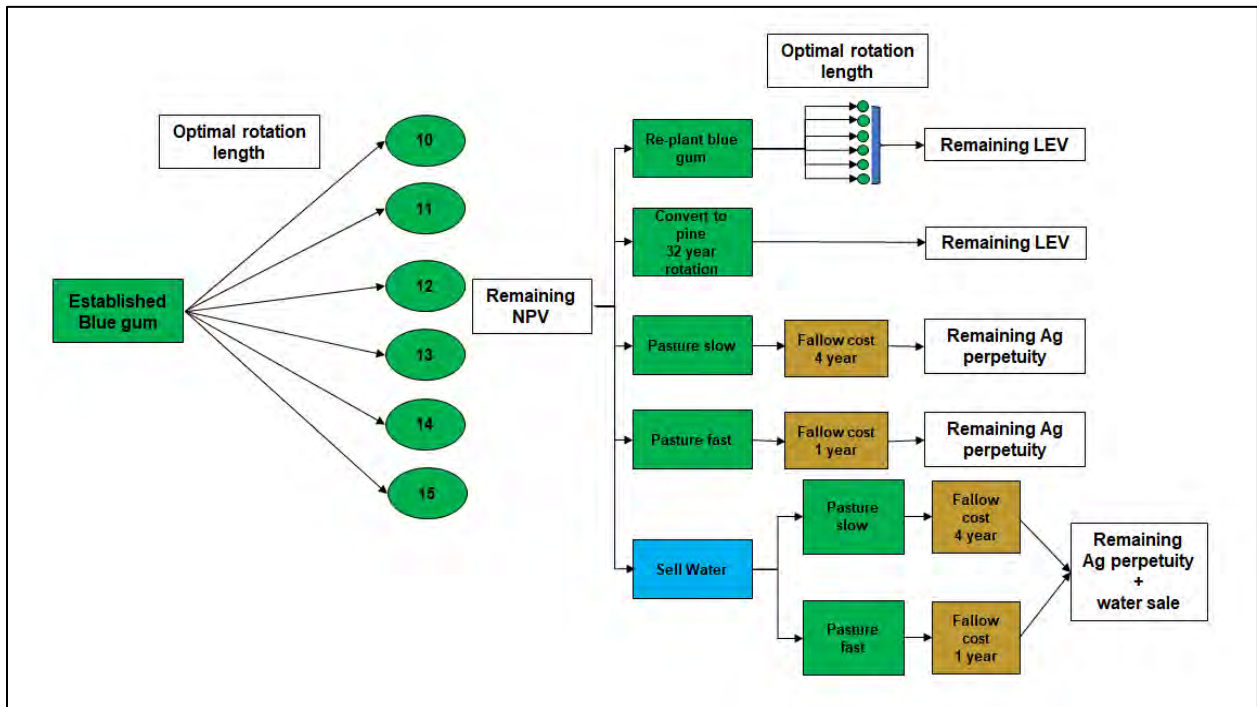 Optimal rotation
length
10
11
12
13
14
15
Established
Blue gum
Remaining
NPV
Optimal rotation
length
Re-plant blue
gum
Remaining LEV
Convert to
pine
32 year
rotation
Remaining LEV
Pasture slow
Fallow cost
4 year
Remaining Ag
perpetuity
Pasture fast
Fallow cost
1 year
Remaining Ag
perpetuity
Sell Water
Pasture
slow
Fallow
cost
4 year
Pasture
fast
Fallow
cost
1 year
Remaining
Ag perpetuity
+
water sale